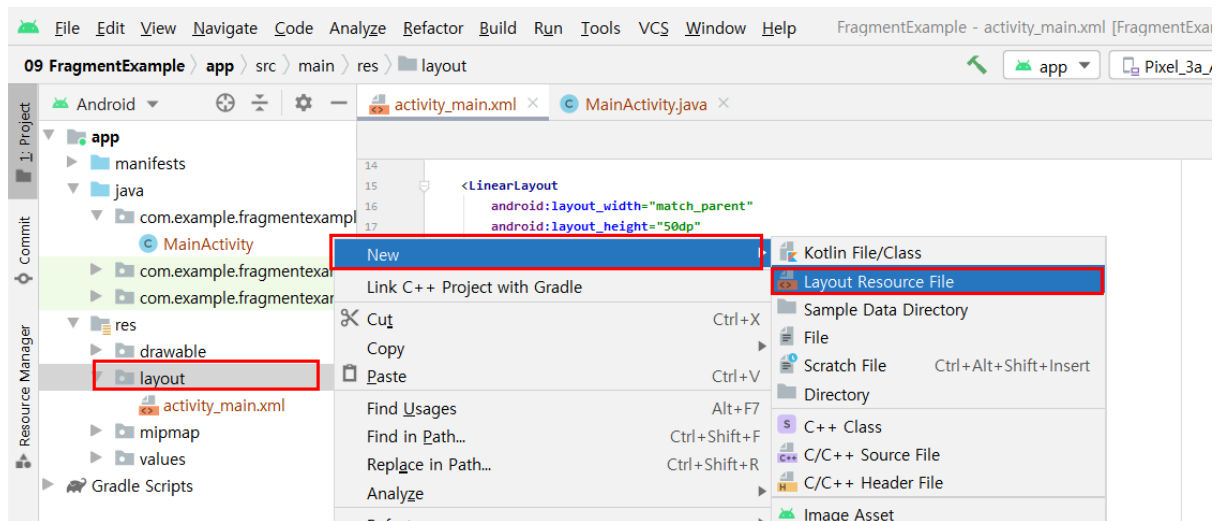 File Edit View Navigate Code Analyze Refactor Build Run Tools VCS Window Help FragmentExample - activity_main.xml [FragmentExa
09 FragmentExample app src main res layout app Pixel_3a_
1: Project
Commit
Resource Manager
Android
app
manifests
java
com.example.fragmentexampl
MainActivity
com.example.fragmentexa
com.example.fragmentexar
res
drawable
layout
activity_main.xml
mipmap
values
Gradle Scripts
activity_main.xml MainActivity.java
14
15 <LinearLayout
16 android:layout_width="match_parent"
17 android:layout_height="50dp"
New
Link C++ Project with Gradle
Cut Ctrl+X
Copy
Paste Ctrl+V
Find Usages Alt+F7
Find in Path... Ctrl+Shift+F
Replace in Path... Ctrl+Shift+R
Analyze
Kotlin File/Class
Layout Resource File
Sample Data Directory
File
Scratch File Ctrl+Alt+Shift+Insert
Directory
C++ Class
C/C++ Source File
C/C++ Header File
Image Asset